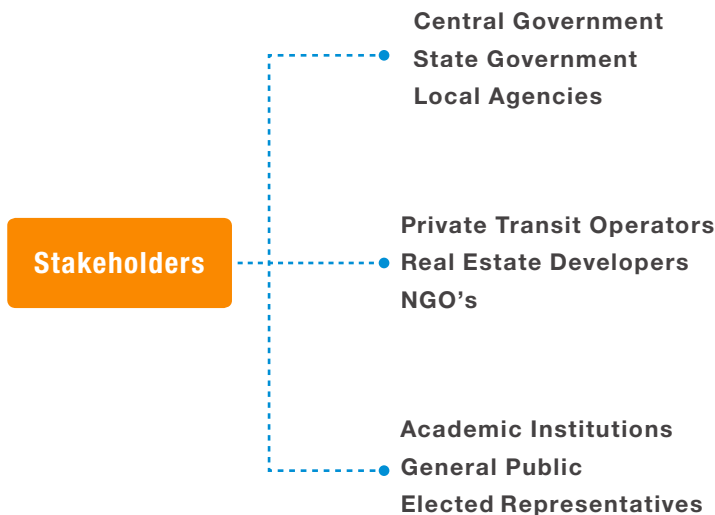 Central Government
State Government
Local Agencies
Stakeholders
Private Transit Operators
Real Estate Developers
NGO’s
Academic Institutions
General Public
Elected Representatives